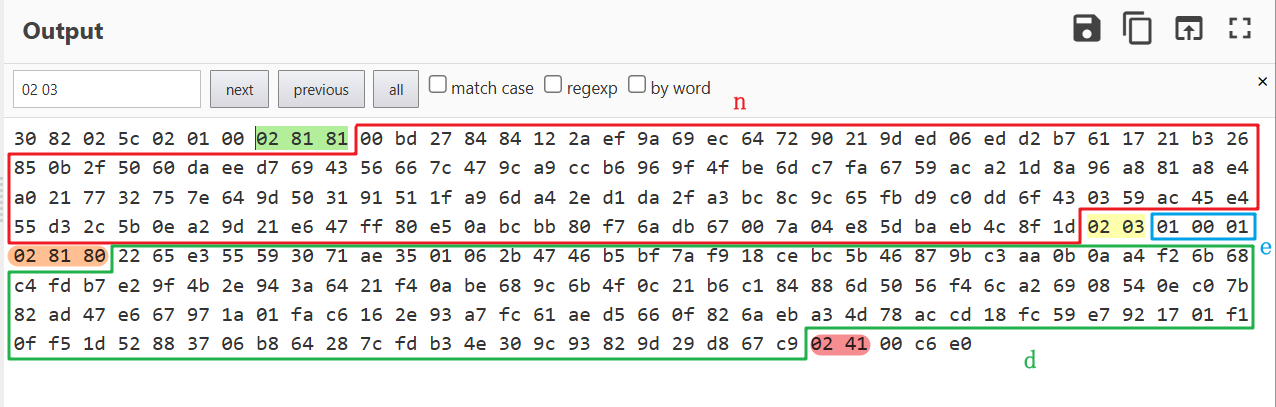 Output
02 03 next previous all match case regexp by word ×
n
30 82 02 5c 02 01 00 02 81 81 00 bd 27 84 84 12 2a ef 9a 69 ec 64 72 90 21 9d ed 06 ed d2 b7 61 17 21 b3 26
85 0b 2f 50 60 da ee d7 69 43 56 66 7c 47 9c a9 cc b6 96 9f 4f be 6d c7 fa 67 59 ac a2 1d 8a 96 a8 81 a8 e4
a0 21 77 32 75 7e 64 9d 50 31 91 51 1f a9 6d a4 2e d1 da 2f a3 bc 8c 9c 65 fb d9 c0 dd 6f 43 03 59 ac 45 e4
55 d3 2c 5b 0e a2 9d 21 e6 47 ff 80 e5 0a bc bb 80 f7 6a db 67 00 7a 04 e8 5d ba eb 4c 8f 1d 02 03 01 00 01
e
02 81 80 22 65 e3 55 59 30 71 ae 35 01 06 2b 47 46 b5 bf 7a f9 18 ce bc 5b 46 87 9b c3 aa 0b 0a a4 f2 6b 68
c4 fd b7 e2 9f 4b 2e 94 3a 64 21 f4 0a be 68 9c 6b 4f 0c 21 b6 c1 84 88 6d 50 56 f4 6c a2 69 08 54 0e c0 7b
82 ad 47 e6 67 97 1a 01 fa c6 16 2e 93 a7 fc 61 ae d5 66 0f 82 6a eb a3 4d 78 ac cd 18 fc 59 e7 92 17 01 f1
0f f5 1d 52 88 37 06 b8 64 28 7c fd b3 4e 30 9c 93 82 9d 29 d8 67 c9 02 41 00 c6 e0
d